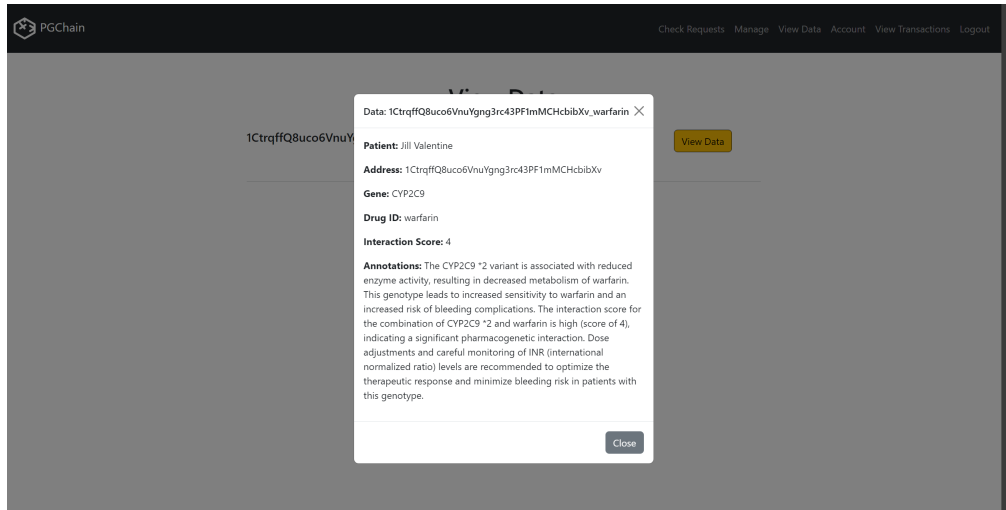 PGChain
Check Requests Manage View Data Account View Transactions Logout
View Data
Data: 1CtrqffQ8uco6VnuYgng3rc43PF1mMCHcbibXv_warfarin
1CtrqffQ8uco6VnuY
View Data
Patient: Jill Valentine
Address: 1CtrqffQ8uco6VnuYgng3rc43PF1mMCHcbibXv
Gene: CYP2C9
Drug ID: warfarin
Interaction Score: 4
Annotations: The CYP2C9 *2 variant is associated with reduced
enzyme activity, resulting in decreased metabolism of warfarin.
This genotype leads to increased sensitivity to warfarin and an
increased risk of bleeding complications. The interaction score for
the combination of CYP2C9 *2 and warfarin is high (score of 4),
indicating a significant pharmacogenetic interaction. Dose
adjustments and careful monitoring of INR (international
normalized ratio) levels are recommended to optimize the
therapeutic response and minimize bleeding risk in patients with
this genotype.
Close